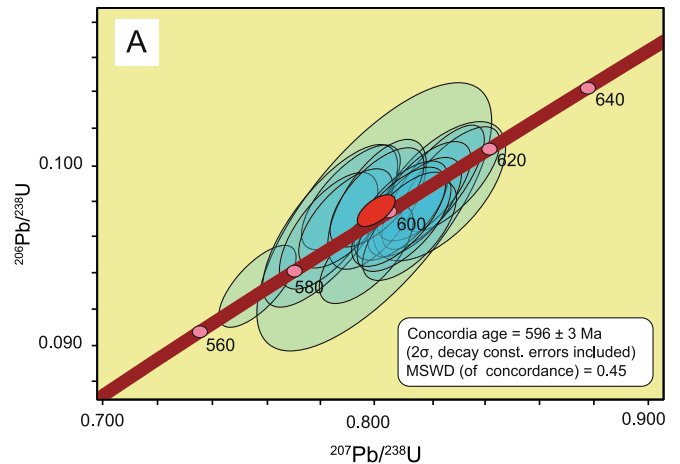 A
640
620
0.100
600
580
0.090
560
Concordia age = 596 ± 3 Ma
(2σ, decay const. errors included)
MSWD (of concordance) = 0.45
0.700
0.800
0.900
206Pb/238U
207Pb/238U